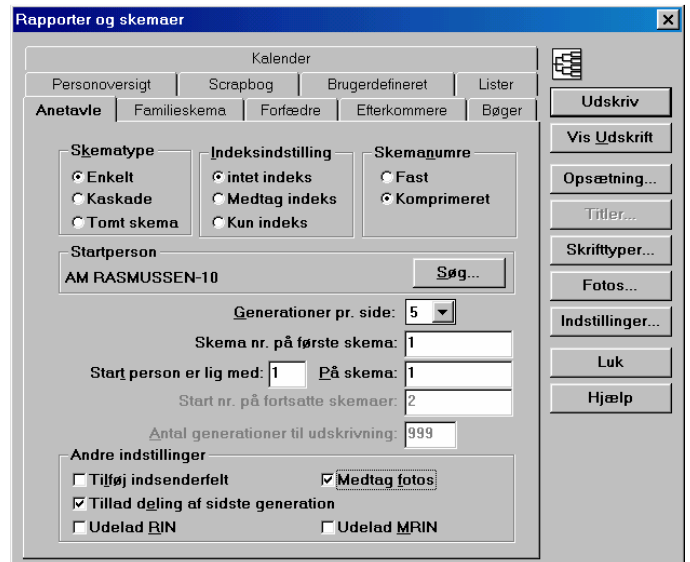 Rapporter og skemaer
Kalender
Personoversigt Scrapbog Brugerdefineret Lister
Anetavle Familieskema Forfædre Efterkommere Bøger
Skematype
Enkelt
Kaskade
Tomt skema
Indeksindstilling
intet indeks
Medtag indeks
Kun indeks
Skemanumre
Fast
Komprimeret
Startperson
AM RASMUSSEN-10 Søg...
Generationer pr. side: 5
Skema nr. på første skema: 1
Start person er lig med: 1 På skema: 1
Start nr. på fortsatte skemaer: 2
Antal generationer til udskrivning: 999
Andre indstillinger
Tilføj indsenderfelt Medtag fotos
Tillad deling af sidste generation
Udelad RIN Udelad MRIN
Udskriv
Vis Udskrift
Opsætning...
Titler...
Skrifttyper...
Fotos...
Indstillinger...
Luk
Hjælp